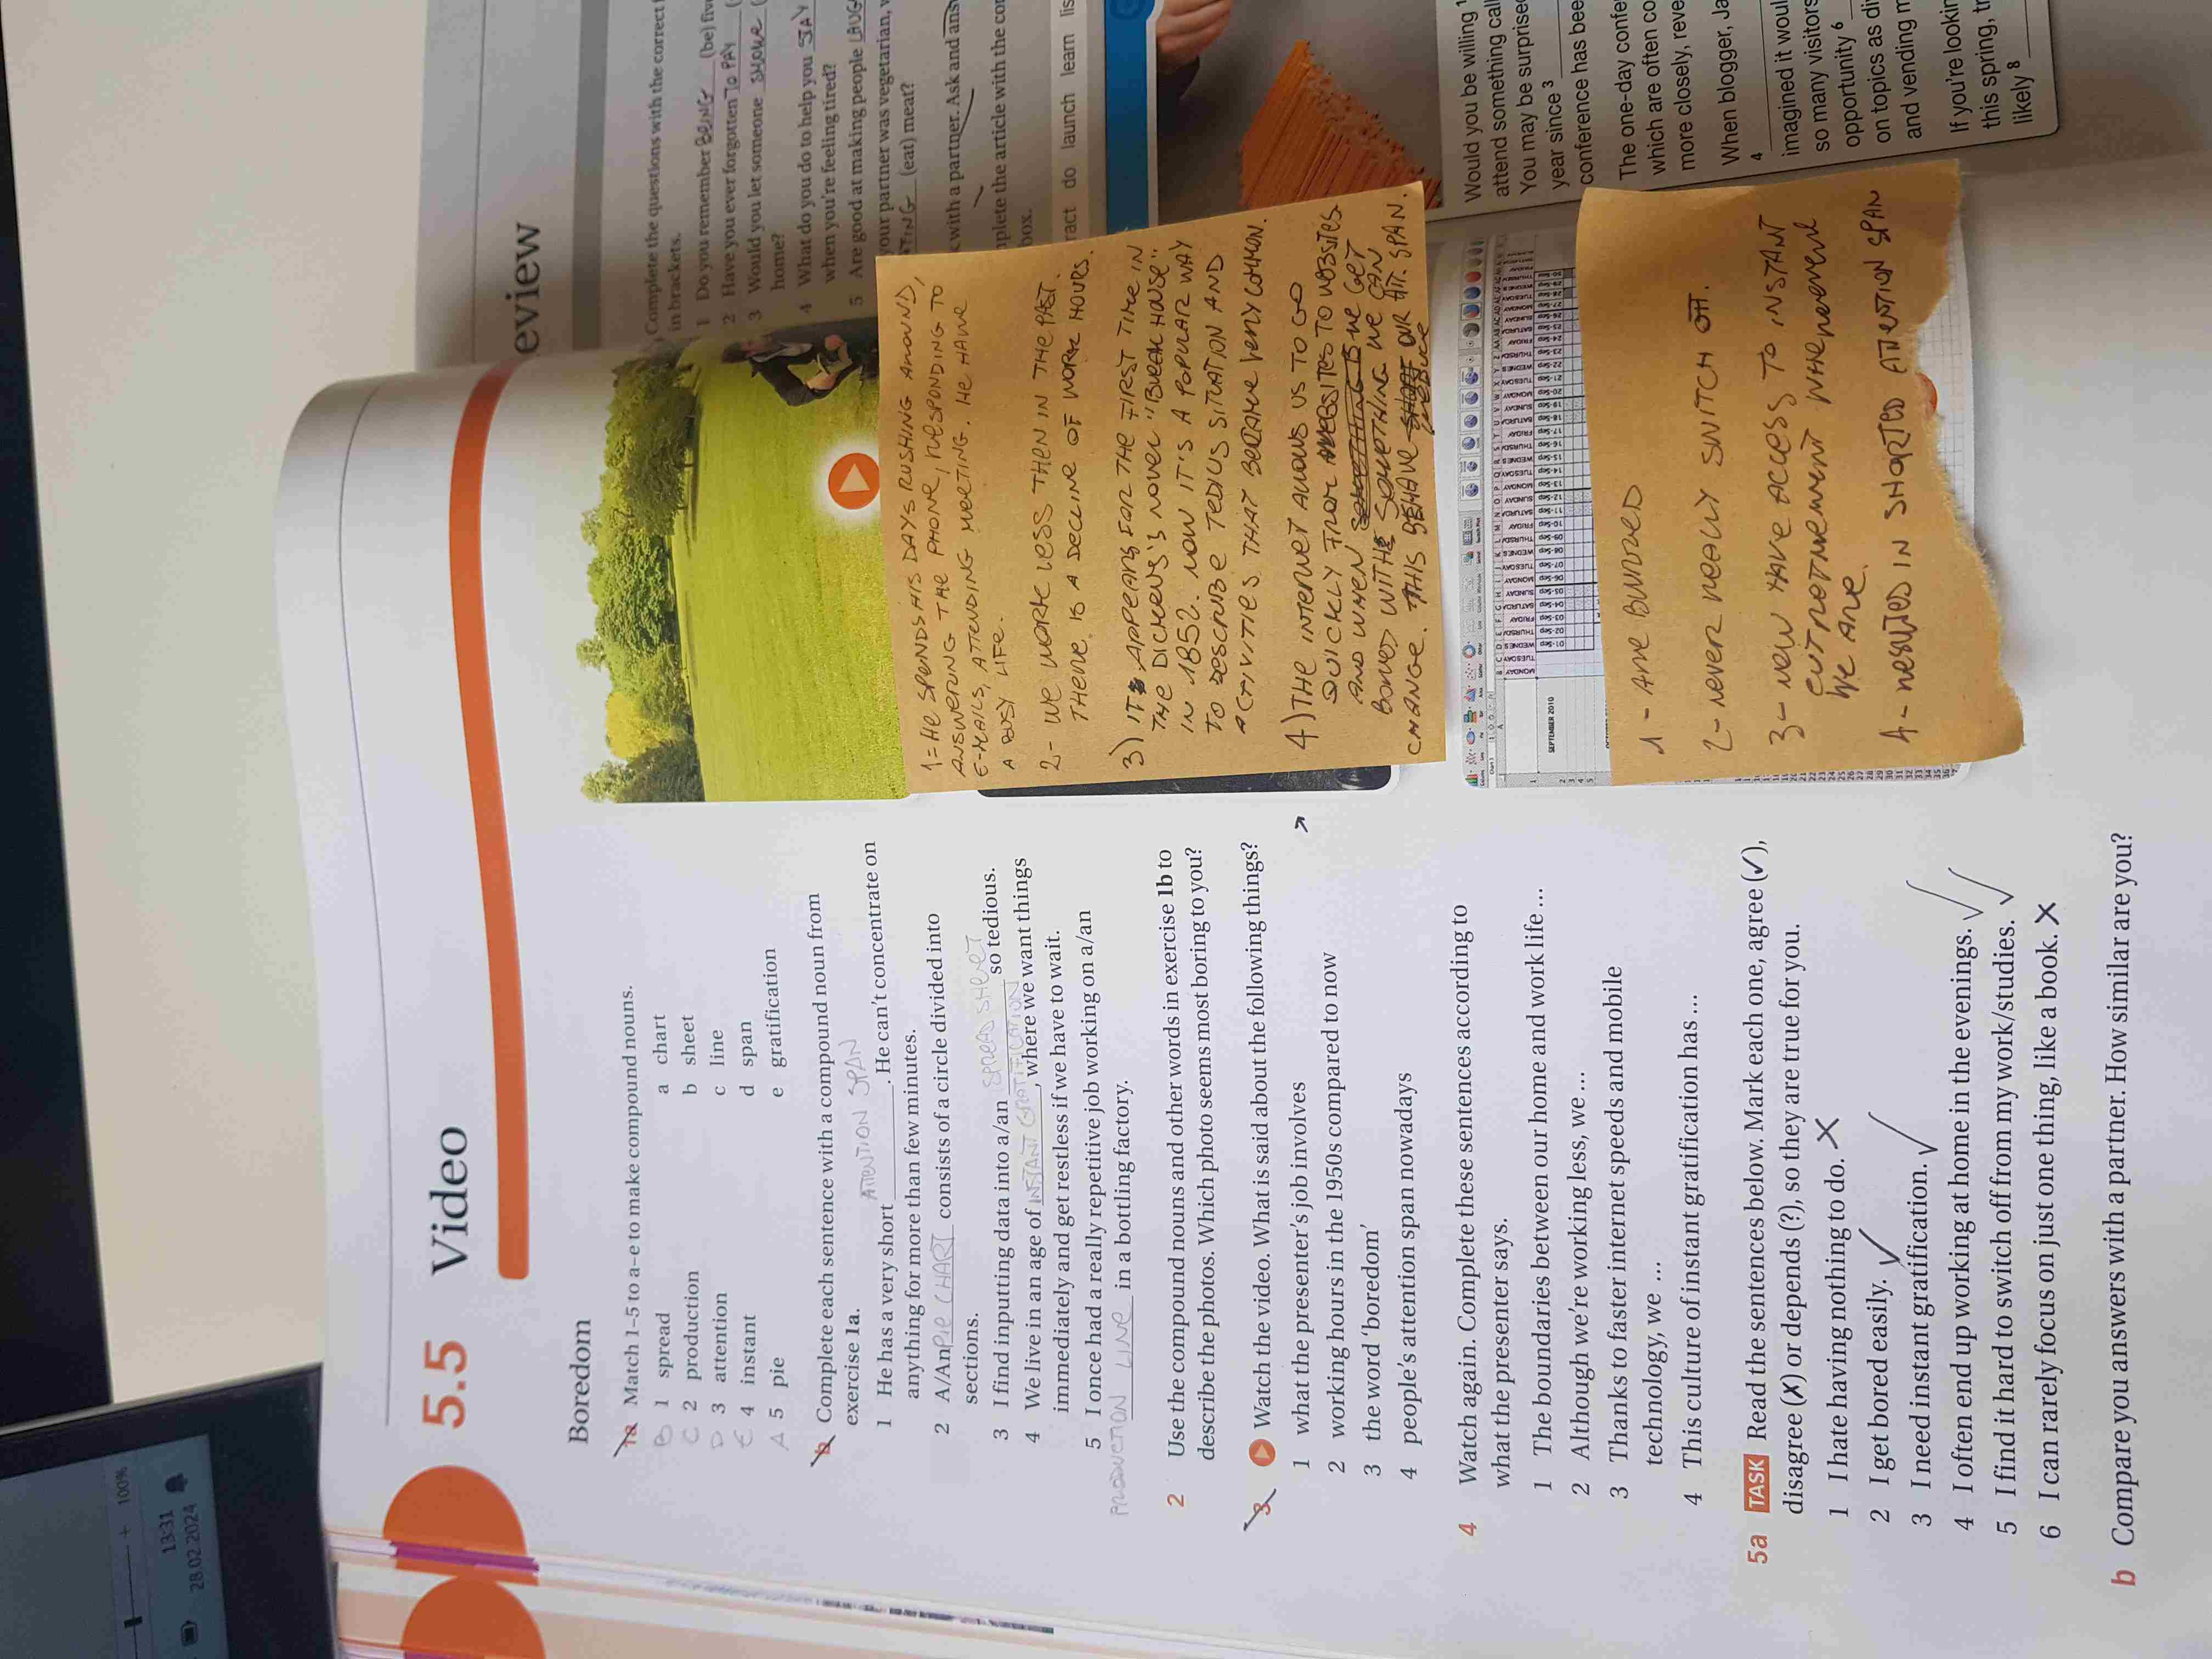 100%
13:31
28.02.2024
5.5 Video
Boredom
1a Match 1–5 to a–e to make compound nouns.
B 1 spread a chart
C 2 production b sheet
D 3 attention c line
E 4 instant d span
A 5 pie e gratification
b Complete each sentence with a compound noun from
exercise 1a.
ATTENTION SPAN
1 He has a very short ______. He can't concentrate on
anything for more than few minutes.
2 A/An PIE CHART consists of a circle divided into
sections.
SPREAD SHEET
3 I find inputting data into a/an ______ so tedious.
4 We live in an age of INSTANT GRATIFICATION, where we want things
immediately and get restless if we have to wait.
5 I once had a really repetitive job working on a/an
PRODUCTION LINE in a bottling factory.
2 Use the compound nouns and other words in exercise 1b to
describe the photos. Which photo seems most boring to you?
3 Watch the video. What is said about the following things?
1 what the presenter's job involves
2 working hours in the 1950s compared to now
3 the word 'boredom'
4 people's attention span nowadays
4 Watch again. Complete these sentences according to
what the presenter says.
1 The boundaries between our home and work life ...
2 Although we're working less, we ...
3 Thanks to faster internet speeds and mobile
technology, we ...
4 This culture of instant gratification has ...
5a TASK Read the sentences below. Mark each one, agree (✓),
disagree (✗) or depends (?), so they are true for you.
1 I hate having nothing to do. ✗
2 I get bored easily. ✓
3 I need instant gratification. ✓
4 I often end up working at home in the evenings. ✓
5 I find it hard to switch off from my work/studies. ✓
6 I can rarely focus on just one thing, like a book. ✗
b Compare you answers with a partner. How similar are you?
1= HE SPENDS HIS DAYS RUSHING AROUND,
ANSWERING THE PHONE, RESPONDING TO
E-MAILS, ATTENDING MEETING. HE HAVE
A BUSY LIFE.
2- WE WORK LESS THEN IN THE PAST.
THERE IS A DECLINE OF WORK HOURS.
3) IT APPEARS FOR THE FIRST TIME IN
THE DICKENS'S NOVEL "BLEAK HOUSE"
IN 1852. NOW IT'S A POPULAR WAY
TO DESCRIBE TEDIUS SITUATION AND
ACTIVITIES THAT BECAME VERY COMMON.
4) THE INTERNET ALLOWS US TO GO
QUICKLY FROM WEBSITES TO WEBSITES
AND WHEN WE GET
BORED WITH SOMETHING WE CAN
CHANGE. THIS BEHAVE SHORT OUR ATT. SPAN.
REDUCE
SEPTEMBER 2010
1 - ARE BLURRED
2 - NEVER REALLY SWITCH OFF.
3 - NOW HAVE ACCESS TO INSTANT
ENTERTAINMENT WHENEVER
WE ARE.
4 - RESULTED IN SHORTED ATTENTION SPAN
eview
Complete the questions with the correct
in brackets.
1 Do you remember BEING (be) five
2 Have you ever forgotten TO PAY (
3 Would you let someone SMOKE (
home?
4 What do you do to help you STAY
when you're feeling tired?
5 Are good at making people LAUG
your partner was vegetarian, w
TING (eat) meat?
with a partner. Ask and answ
plete the article with the cor
box.
ract do launch learn lis
Would you be willing 1
attend something call
You may be surprised
year since 3
conference has bee
The one-day confe
which are often co
more closely, reve
When blogger, Ja
4
imagined it woul
so many visitors
opportunity 6
on topics as di
and vending m
If you're lookin
this spring, tr
likely 8